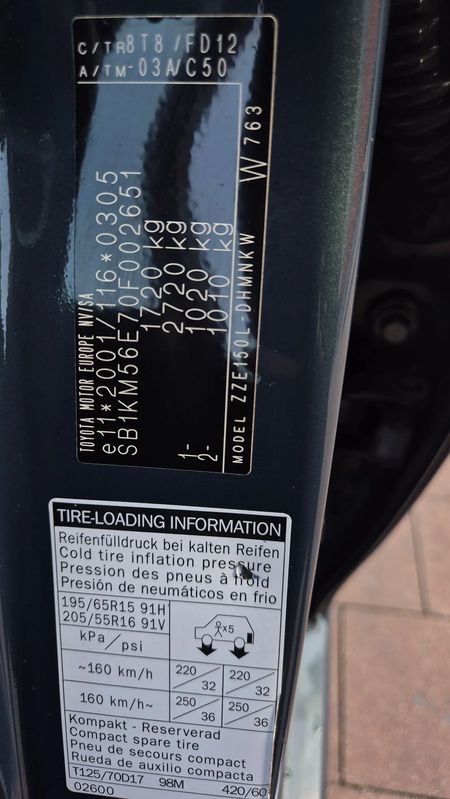 TOYOTA MOTOR EUROPE NV/SA
e11*2001/116*0305
SB1KM56E70F002651
1720 kg
2720 kg
1- 1020 kg
2- 1010 kg
MODEL ZZE150L-DHMNKW W 763
C/TR 8T8 /FD12
A/TM -03A/C50
TIRE-LOADING INFORMATION
Reifenfülldruck bei kalten Reifen
Cold tire inflation pressure
Pression des pneus à froid
Presión de neumáticos en frio
195/65R15 91H
205/55R16 91V
x5
kPa/psi
~160 km/h 220/32 220/32
160 km/h~ 250/36 250/36
Kompakt - Reserverad
Compact spare tire
Pneu de secours compact
Rueda de auxilio compacta
T125/70D17 98M 420/60
02600